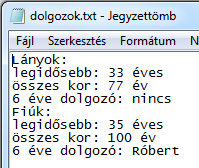 dolgozok.txt - Jegyzettömb
Fájl Szerkesztés Formátum N
Lányok:
legidősebb: 33 éves
összes kor: 77 év
6 éve dolgozó: nincs
Fiúk:
legidősebb: 35 éves
összes kor: 100 év
6 éve dolgozó: Róbert